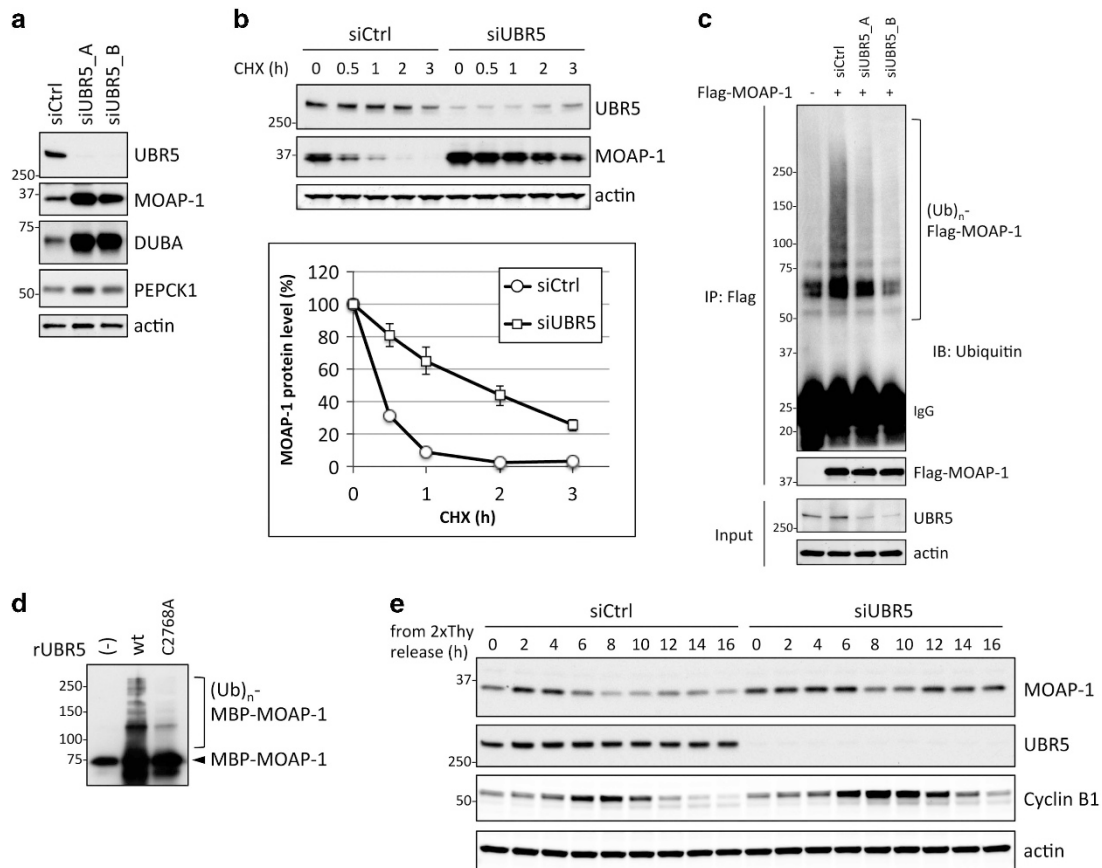 a
siCtrl
siUBR5_A
siUBR5_B
UBR5
250
37
MOAP-1
75
DUBA
50
PEPCK1
actin
b
siCtrl siUBR5
CHX (h) 0 0.5 1 2 3 0 0.5 1 2 3
UBR5
250
37
MOAP-1
actin
MOAP-1 protein level (%)
120
100
80
60
40
20
0
siCtrl
siUBR5
0 1 2 3
CHX (h)
c
siCtrl
siUBR5_A
siUBR5_B
Flag-MOAP-1 - + + +
250
150
100
75
50
37
25
20
(Ub)n-
Flag-MOAP-1
IP: Flag
IB: Ubiquitin
IgG
Flag-MOAP-1
37
Input
UBR5
250
actin
d
rUBR5 (-) wt C2768A
250
150
100
75
(Ub)n-
MBP-MOAP-1
MBP-MOAP-1
e
siCtrl siUBR5
from 2xThy
release (h) 0 2 4 6 8 10 12 14 16 0 2 4 6 8 10 12 14 16
37
MOAP-1
UBR5
250
50
Cyclin B1
actin